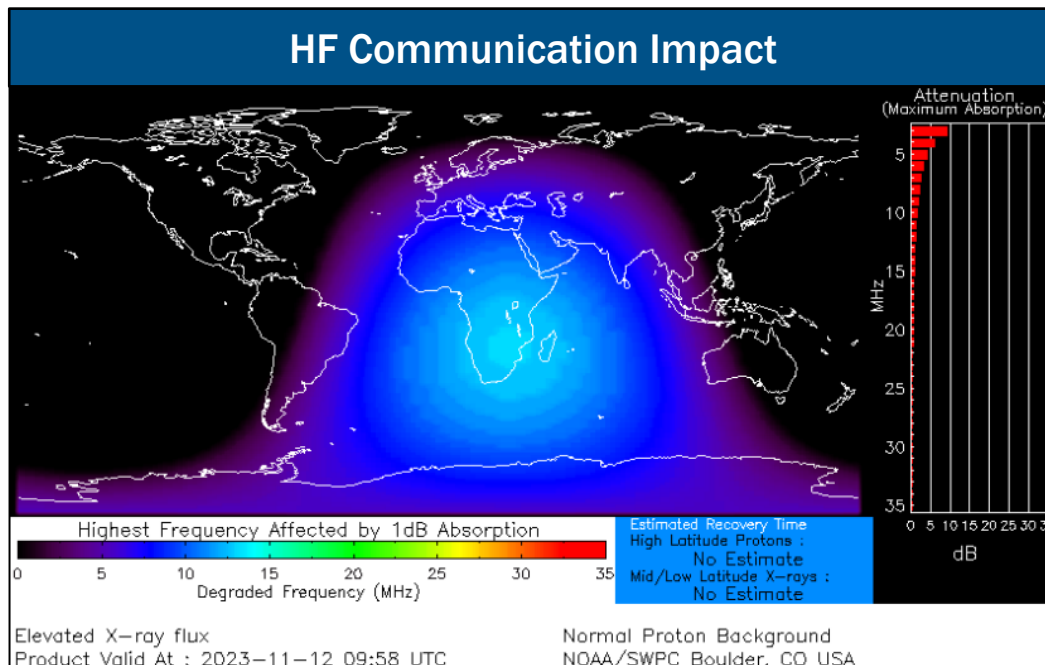 HF Communication Impact
Attenuation
(Maximum Absorption)
5
10
15
20
25
30
35
MHz
0 5 10 15 20 25 30
dB
Highest Frequency Affected by 1dB Absorption
0 5 10 15 20 25 30 35
Degraded Frequency (MHz)
Estimated Recovery Time
High Latitude Protons :
No Estimate
Mid/Low Latitude X-rays :
No Estimate
Elevated X-ray flux
Normal Proton Background
Product Valid At : 2023-11-12 09:58 UTC
NOAA/SWPC Boulder, CO USA